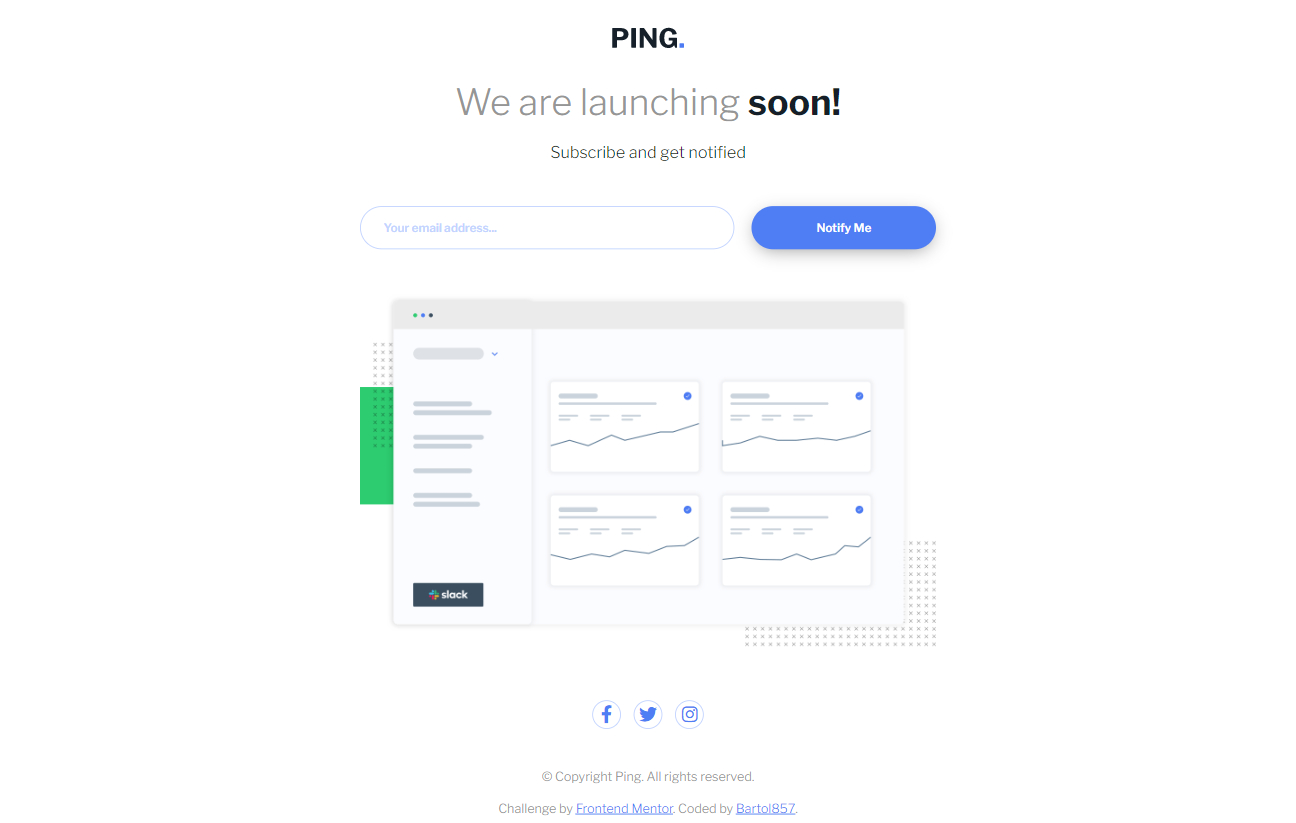 PING.
We are launching soon!
Subscribe and get notified
Your email address...
Notify Me
slack
© Copyright Ping. All rights reserved.
Challenge by Frontend Mentor. Coded by Bartol857.